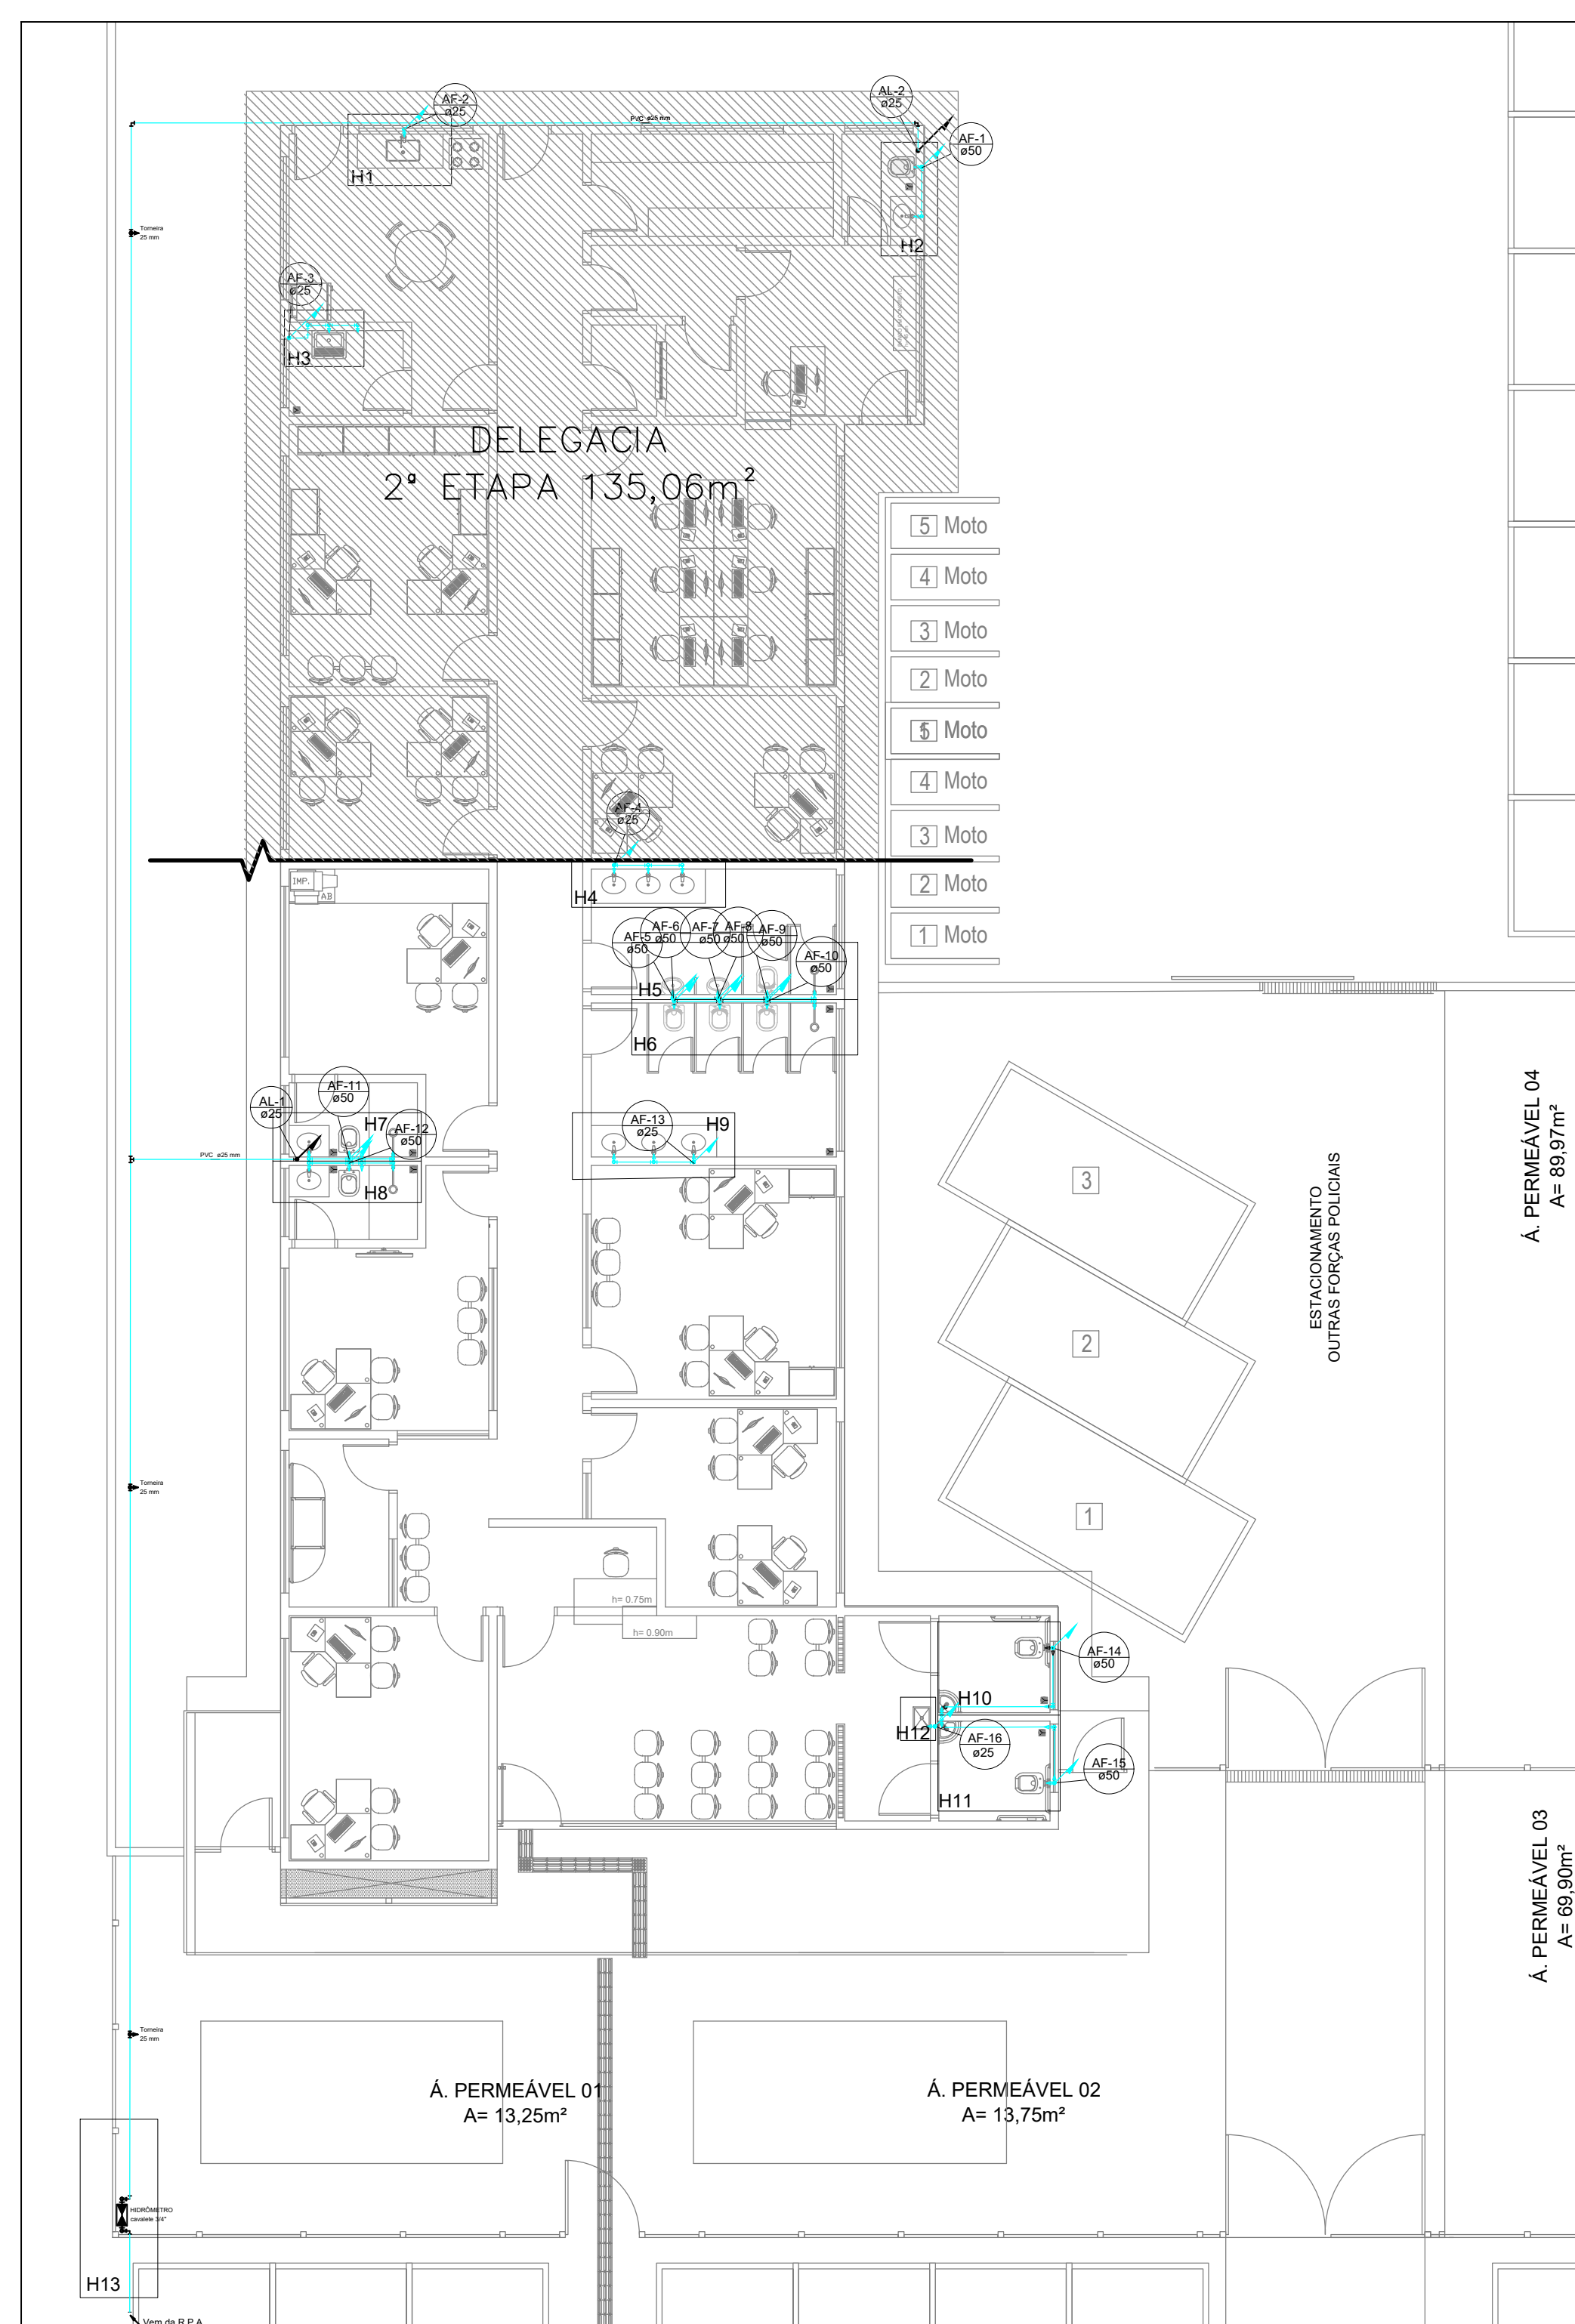 AF-2
ø25
AL-2
ø25
PVC ø25 mm
AF-1
ø50
H1
H2
Torneira
25 mm
AF-3
ø25
H3
DELEGACIA
2ª ETAPA 135,06m²
5 Moto
4 Moto
3 Moto
2 Moto
Moto
4 Moto
3 Moto
2 Moto
1 Moto
AF-4
ø25
IMP.
AB
H4
AF-5
ø50
AF-6
ø50
AF-7
ø50
AF-8
ø50
AF-9
ø50
AF-10
ø50
H5
H6
AL-1
ø25
AF-11
ø50
H7
AF-12
ø50
AF-13
ø25
H9
PVC ø25 mm
H8
3
2
1
ESTACIONAMENTO
OUTRAS FORÇAS POLICIAIS
Á. PERMEÁVEL 04
A= 89,97m²
Torneira
25 mm
h= 0.75m
h= 0.90m
AF-14
ø50
H10
H12
AF-16
ø25
AF-15
ø50
H11
Á. PERMEÁVEL 03
A= 69,90m²
Torneira
25 mm
Á. PERMEÁVEL 01
A= 13,25m²
Á. PERMEÁVEL 02
A= 13,75m²
HIDRÔMETRO
cavalete 3/4"
H13
Vem da R.P.A